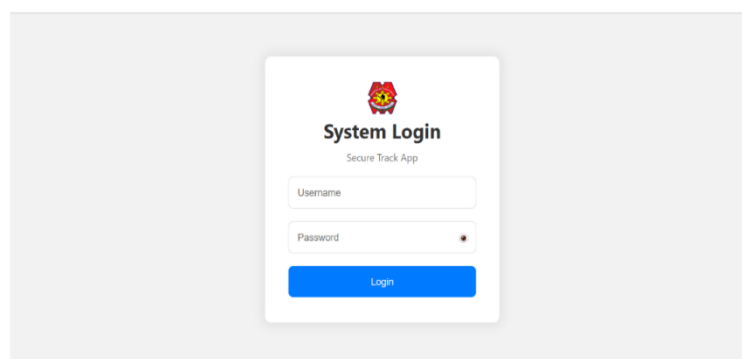 System Login
Secure Track App
Username
Password
Login